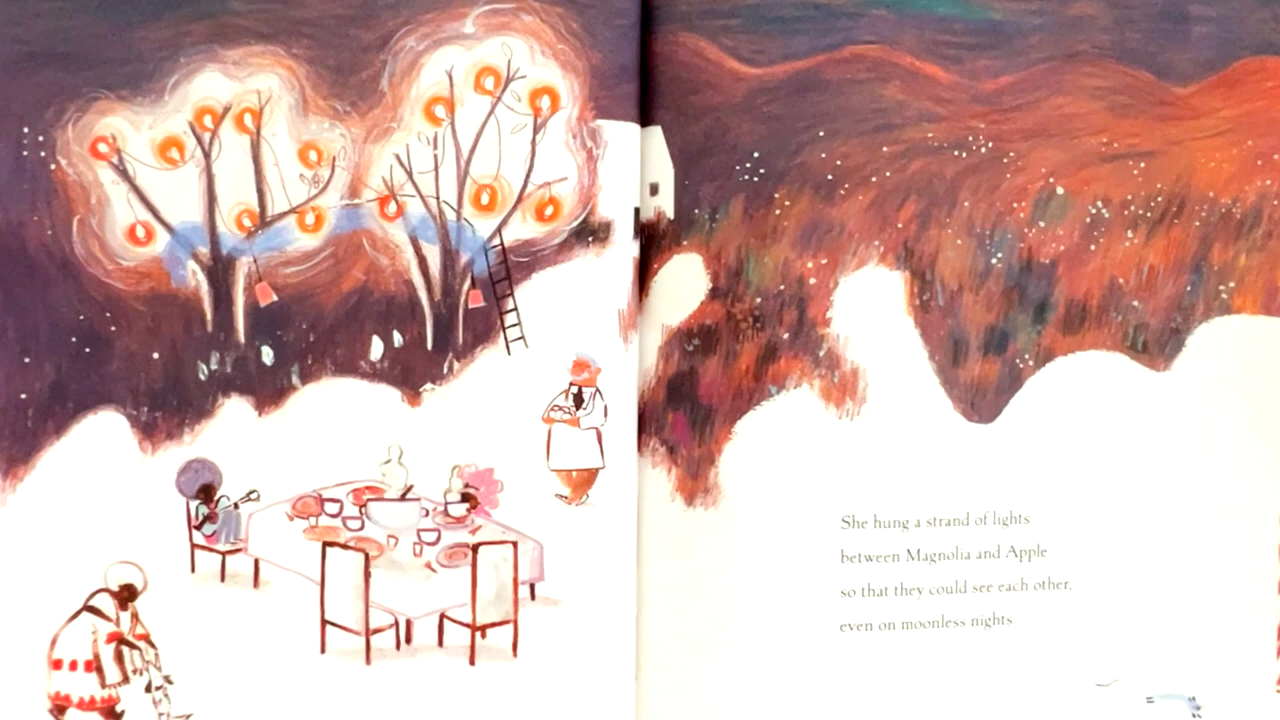 She hung a strand of lights
between Magnolia and Apple
so that they could see each other,
even on moonless nights